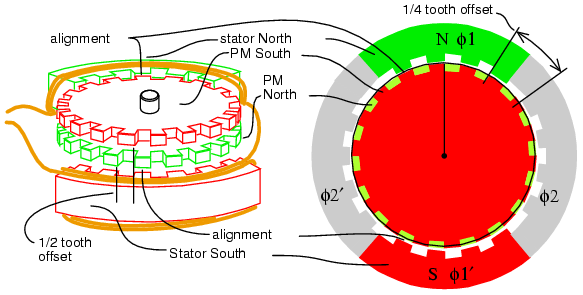 alignment
stator North
PM South
PM
North
1/2 tooth
offset
alignment
Stator South
1/4 tooth offset
N ϕ1
ϕ2′
ϕ2
S ϕ1′